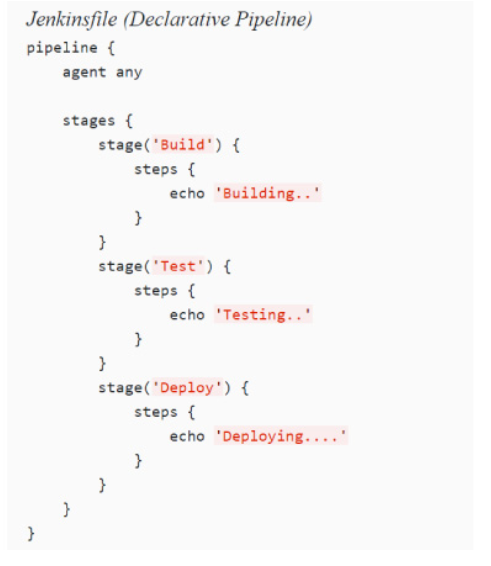 Jenkinsfile (Declarative Pipeline)
pipeline {
    agent any

    stages {
        stage('Build') {
            steps {
                echo 'Building..'
            }
        }
        stage('Test') {
            steps {
                echo 'Testing..'
            }
        }
        stage('Deploy') {
            steps {
                echo 'Deploying....'
            }
        }
    }
}